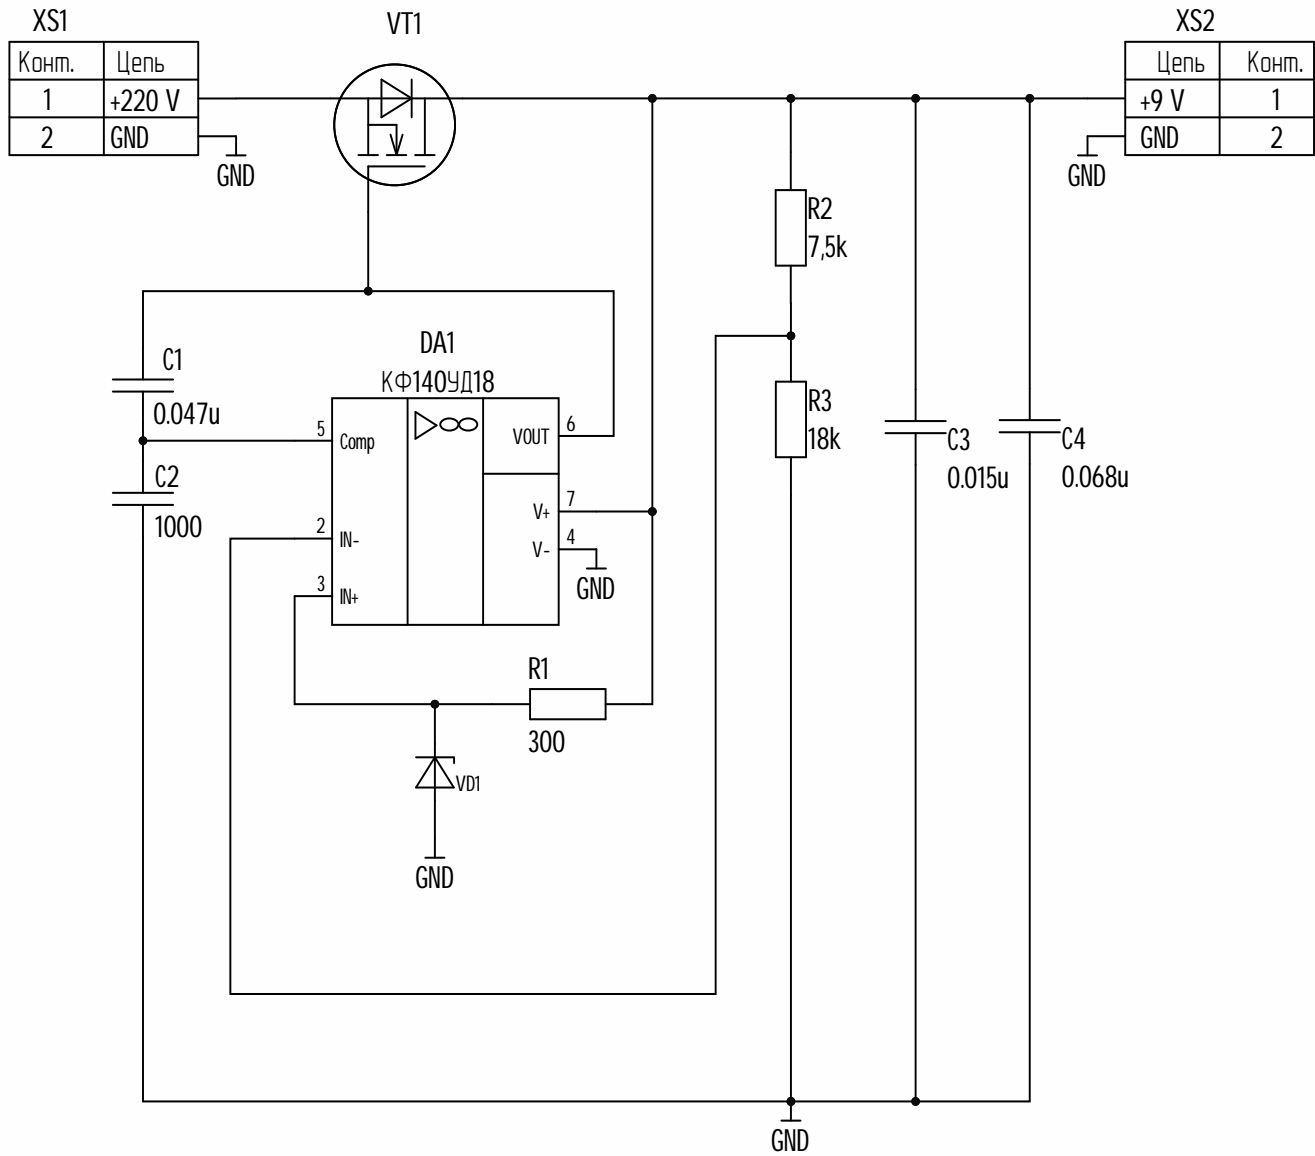 XS1
VT1
XS2
Конт. Цепь
1 +220 V
2 GND
GND
Цепь Конт.
+9 V 1
GND 2
GND
R2
7,5k
C1
0.047u
DA1
КФ140УД18
5 Comp
VOUT 6
R3
18k
C3
0.015u
C4
0.068u
C2
1000
V+ 7
2 IN-
V- 4
GND
3 IN+
R1
300
VD1
GND
GND